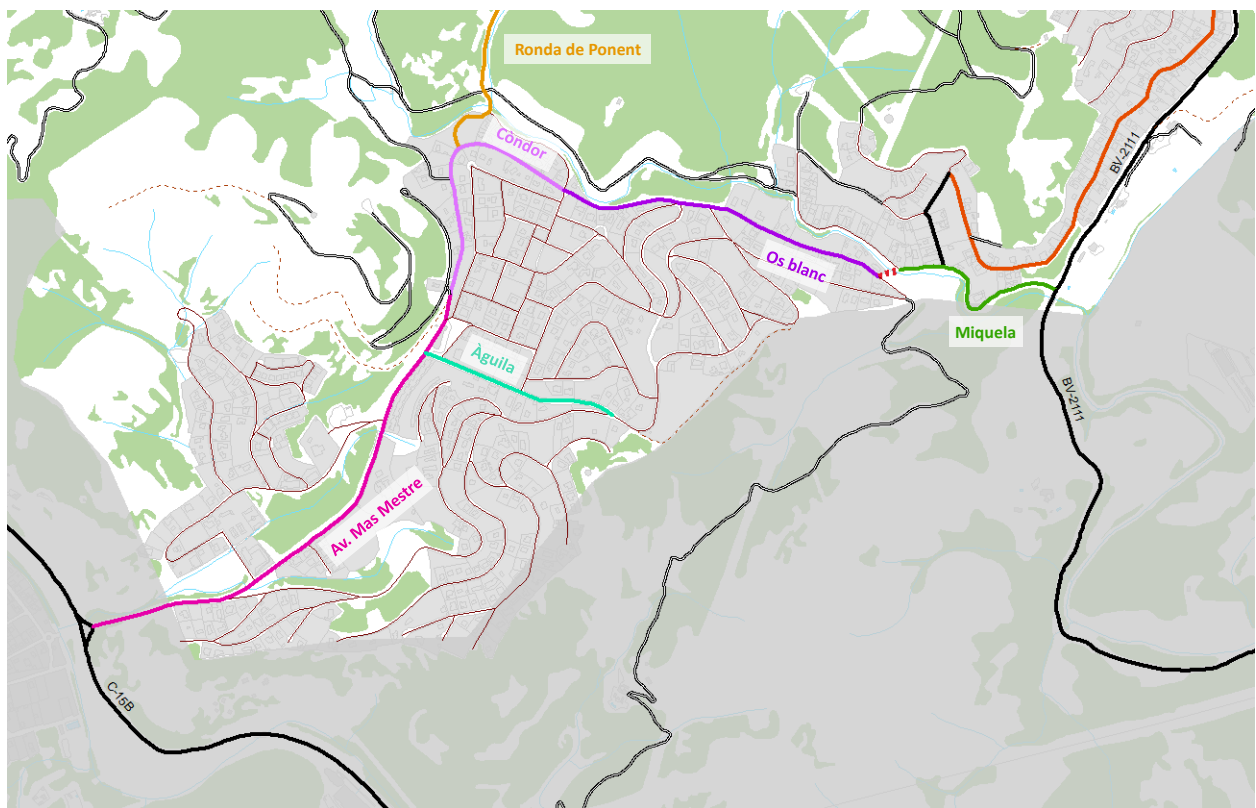 Ronda de Ponent
Còndor
BV-2111
Os blanc
Miquela
Àguila
BV-2111
Av. Mas Mestre
C-15B